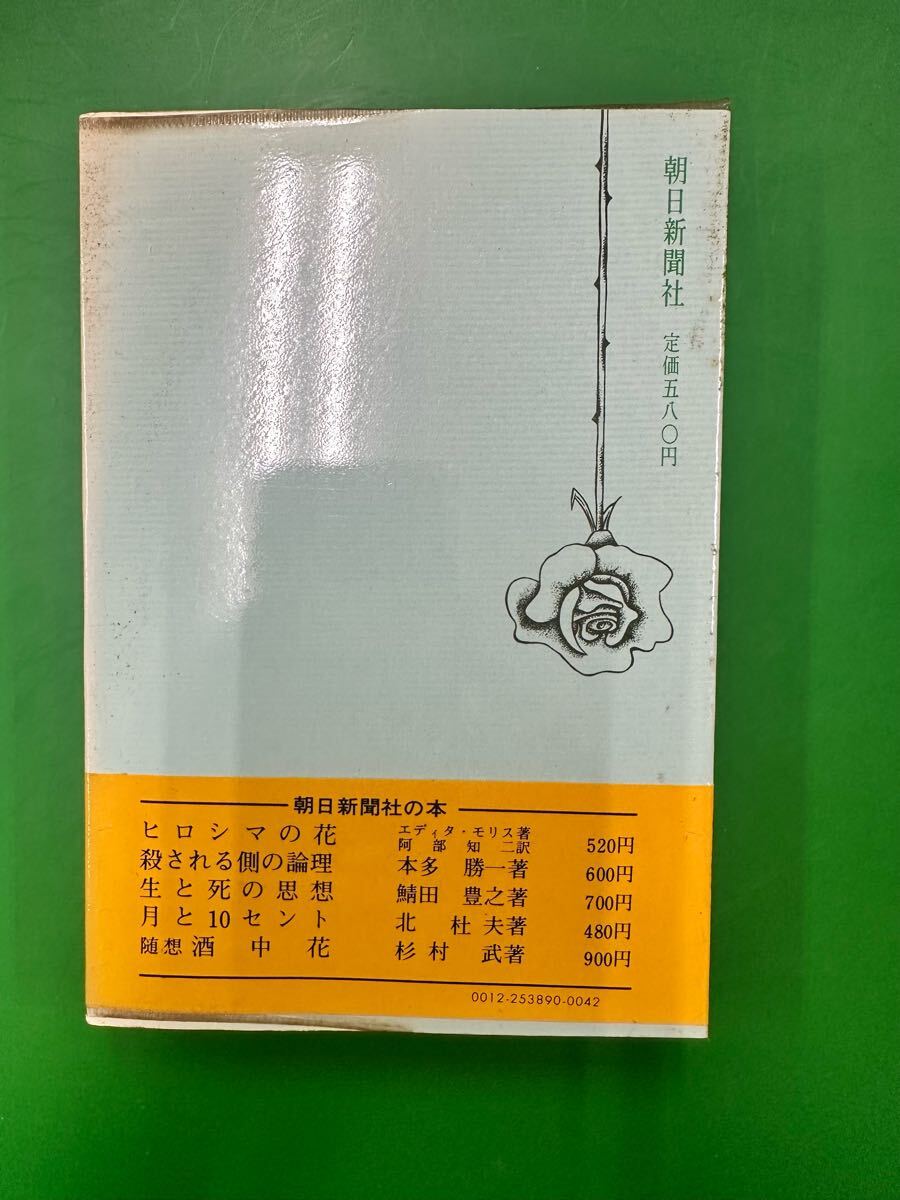 朝日新聞社 定価五八〇円
朝日新聞社の本
ヒロシマの花 エディタ・モリス著 阿部知二訳 520円
殺される側の論理 本多勝一著 600円
生と死の思想 鯖田豊之著 700円
月と10セント 北杜夫著 480円
随想 酒中花 杉村武著 900円
0012-253890-0042